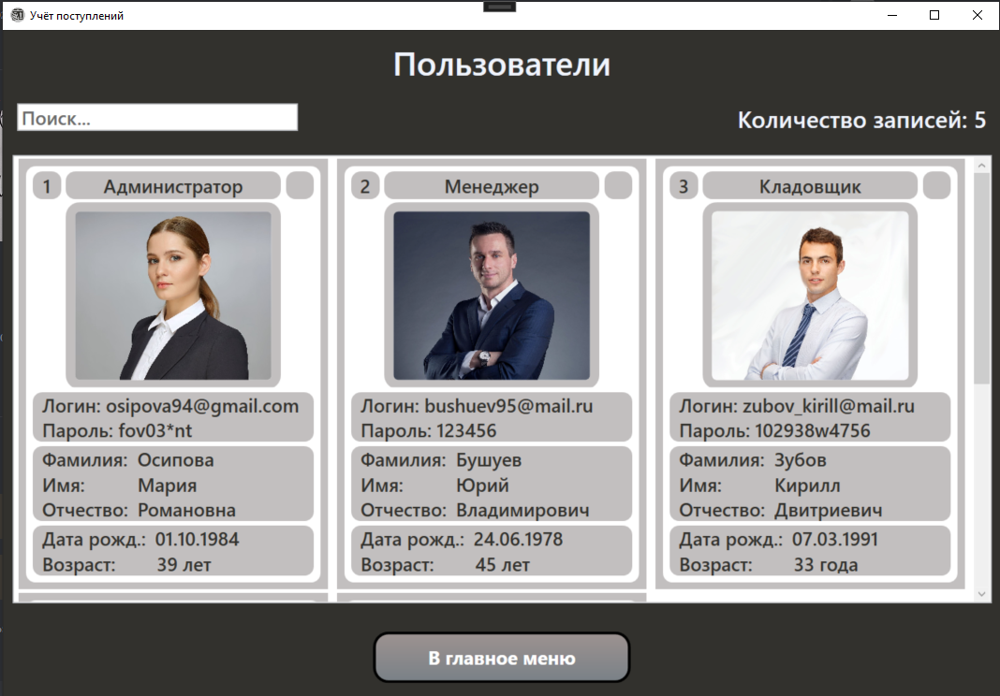 Учёт поступлений
Пользователи
Поиск...
Количество записей: 5
1 Администратор
Логин: osipova94@gmail.com
Пароль: fov03*nt
Фамилия: Осипова
Имя: Мария
Отчество: Романовна
Дата рожд.: 01.10.1984
Возраст: 39 лет
2 Менеджер
Логин: bushuev95@mail.ru
Пароль: 123456
Фамилия: Бушуев
Имя: Юрий
Отчество: Владимирович
Дата рожд.: 24.06.1978
Возраст: 45 лет
3 Кладовщик
Логин: zubov_kirill@mail.ru
Пароль: 102938w4756
Фамилия: Зубов
Имя: Кирилл
Отчество: Двитриевич
Дата рожд.: 07.03.1991
Возраст: 33 года
В главное меню